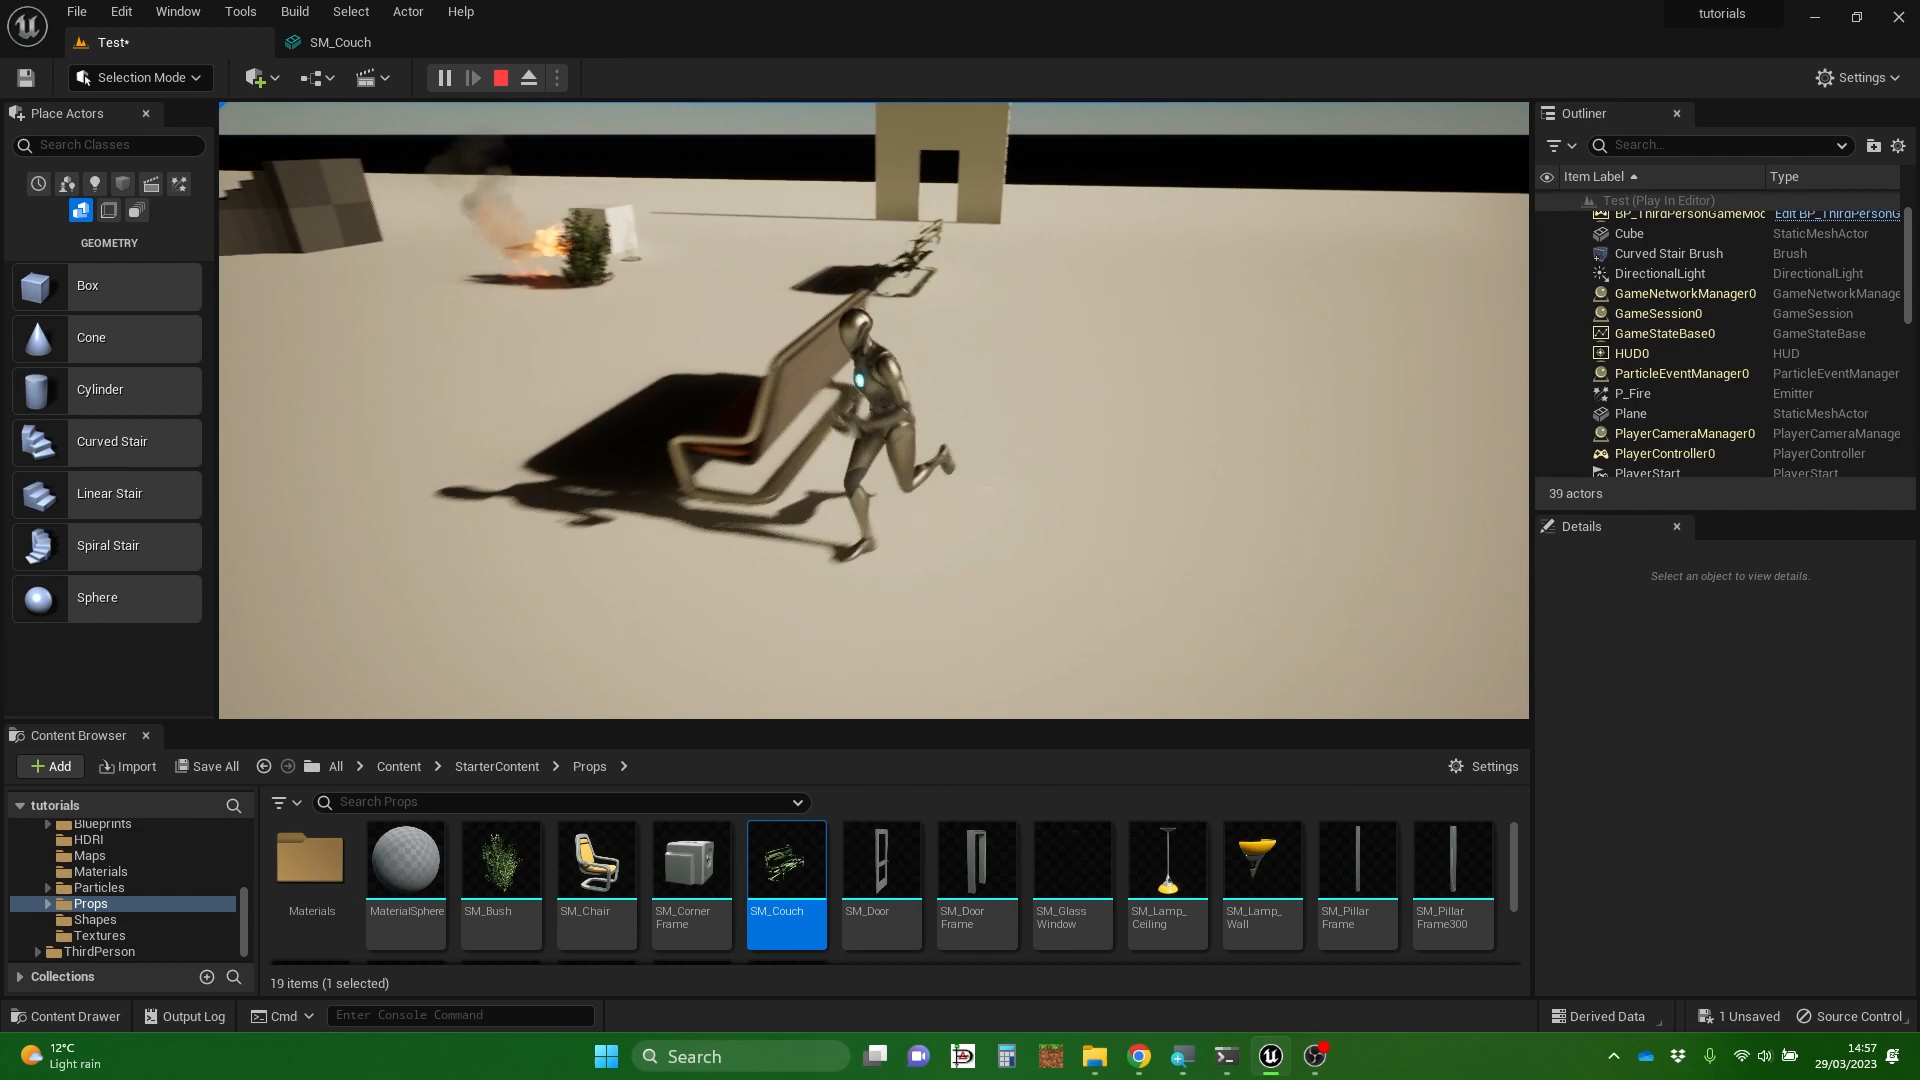 File Edit Window Tools Build Select Actor Help
tutorials
Test*
SM_Couch
Selection Mode
Settings
Place Actors
Search Classes
GEOMETRY
Box
Cone
Cylinder
Curved Stair
Linear Stair
Spiral Stair
Sphere
Outliner
Search...
Item Label
Type
Test (Play In Editor)
BP_ThirdPersonGameMod Edit BP_ThirdPersonG
Cube StaticMeshActor
Curved Stair Brush Brush
DirectionalLight DirectionalLight
GameNetworkManager0 GameNetworkManage
GameSession0 GameSession
GameStateBase0 GameStateBase
HUD0 HUD
ParticleEventManager0 ParticleEventManager
P_Fire Emitter
Plane StaticMeshActor
PlayerCameraManager0 PlayerCameraManage
PlayerController0 PlayerController
PlayerStart PlayerStart
39 actors
Details
Select an object to view details.
Content Browser
Add
Import
Save All
All
Content
StarterContent
Props
Settings
tutorials
Blueprints
HDRI
Maps
Materials
Particles
Props
Shapes
Textures
ThirdPerson
Collections
Search Props
Materials
MaterialSphere
SM_Bush
SM_Chair
SM_Corner
Frame
SM_Couch
SM_Door
SM_Door
Frame
SM_Glass
Window
SM_Lamp_
Ceiling
SM_Lamp_
Wall
SM_Pillar
Frame
SM_Pillar
Frame300
19 items (1 selected)
Content Drawer
Output Log
Cmd
Enter Console Command
Derived Data
1 Unsaved
Source Control
12°C
Light rain
Search
14:57
29/03/2023